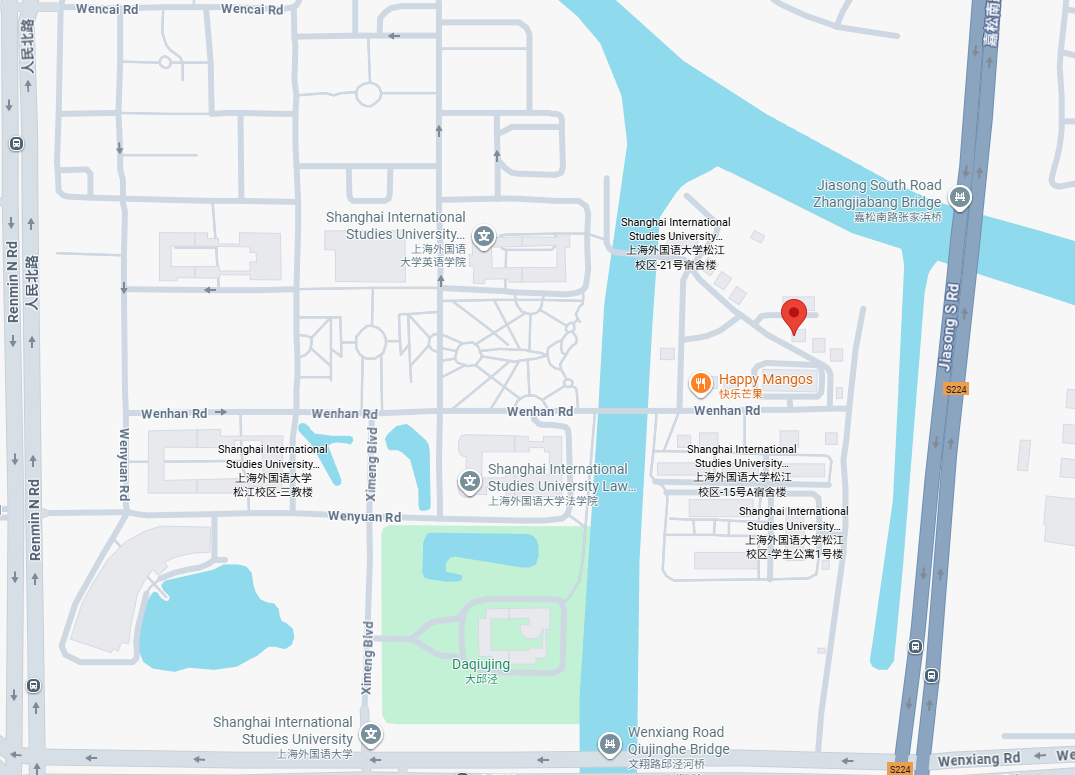 Wencai Rd
Wencai Rd
人民北路
嘉松南路
Jiasong South Road
Zhangjiabang Bridge
嘉松南路张家浜桥
Shanghai International
Studies University...
上海外国语
大学英语学院
Shanghai International
Studies University...
上海外国语大学松江
校区-21号宿舍楼
Renmin N Rd
人民北路
Jiasong S Rd
Happy Mangos
快乐芒果
S224
Wenhan Rd
Wenhan Rd
Wenhan Rd
Wenhan Rd
Wenyuan Rd
Ximeng Blvd
Shanghai International
Studies University...
上海外国语大学
松江校区-三教楼
Shanghai International
Studies University Law...
上海外国语大学法学院
Shanghai International
Studies University...
上海外国语大学松江
校区-15号A宿舍楼
Shanghai International
Studies University...
上海外国语大学松江
校区-学生公寓1号楼
Renmin N Rd
Wenyuan Rd
Ximeng Blvd
Daqiujing
大邱泾
Shanghai International
Studies University
上海外国语大学
Wenxiang Road
Qiujinghe Bridge
文翔路邱泾河桥
S224
Wenxiang Rd
We